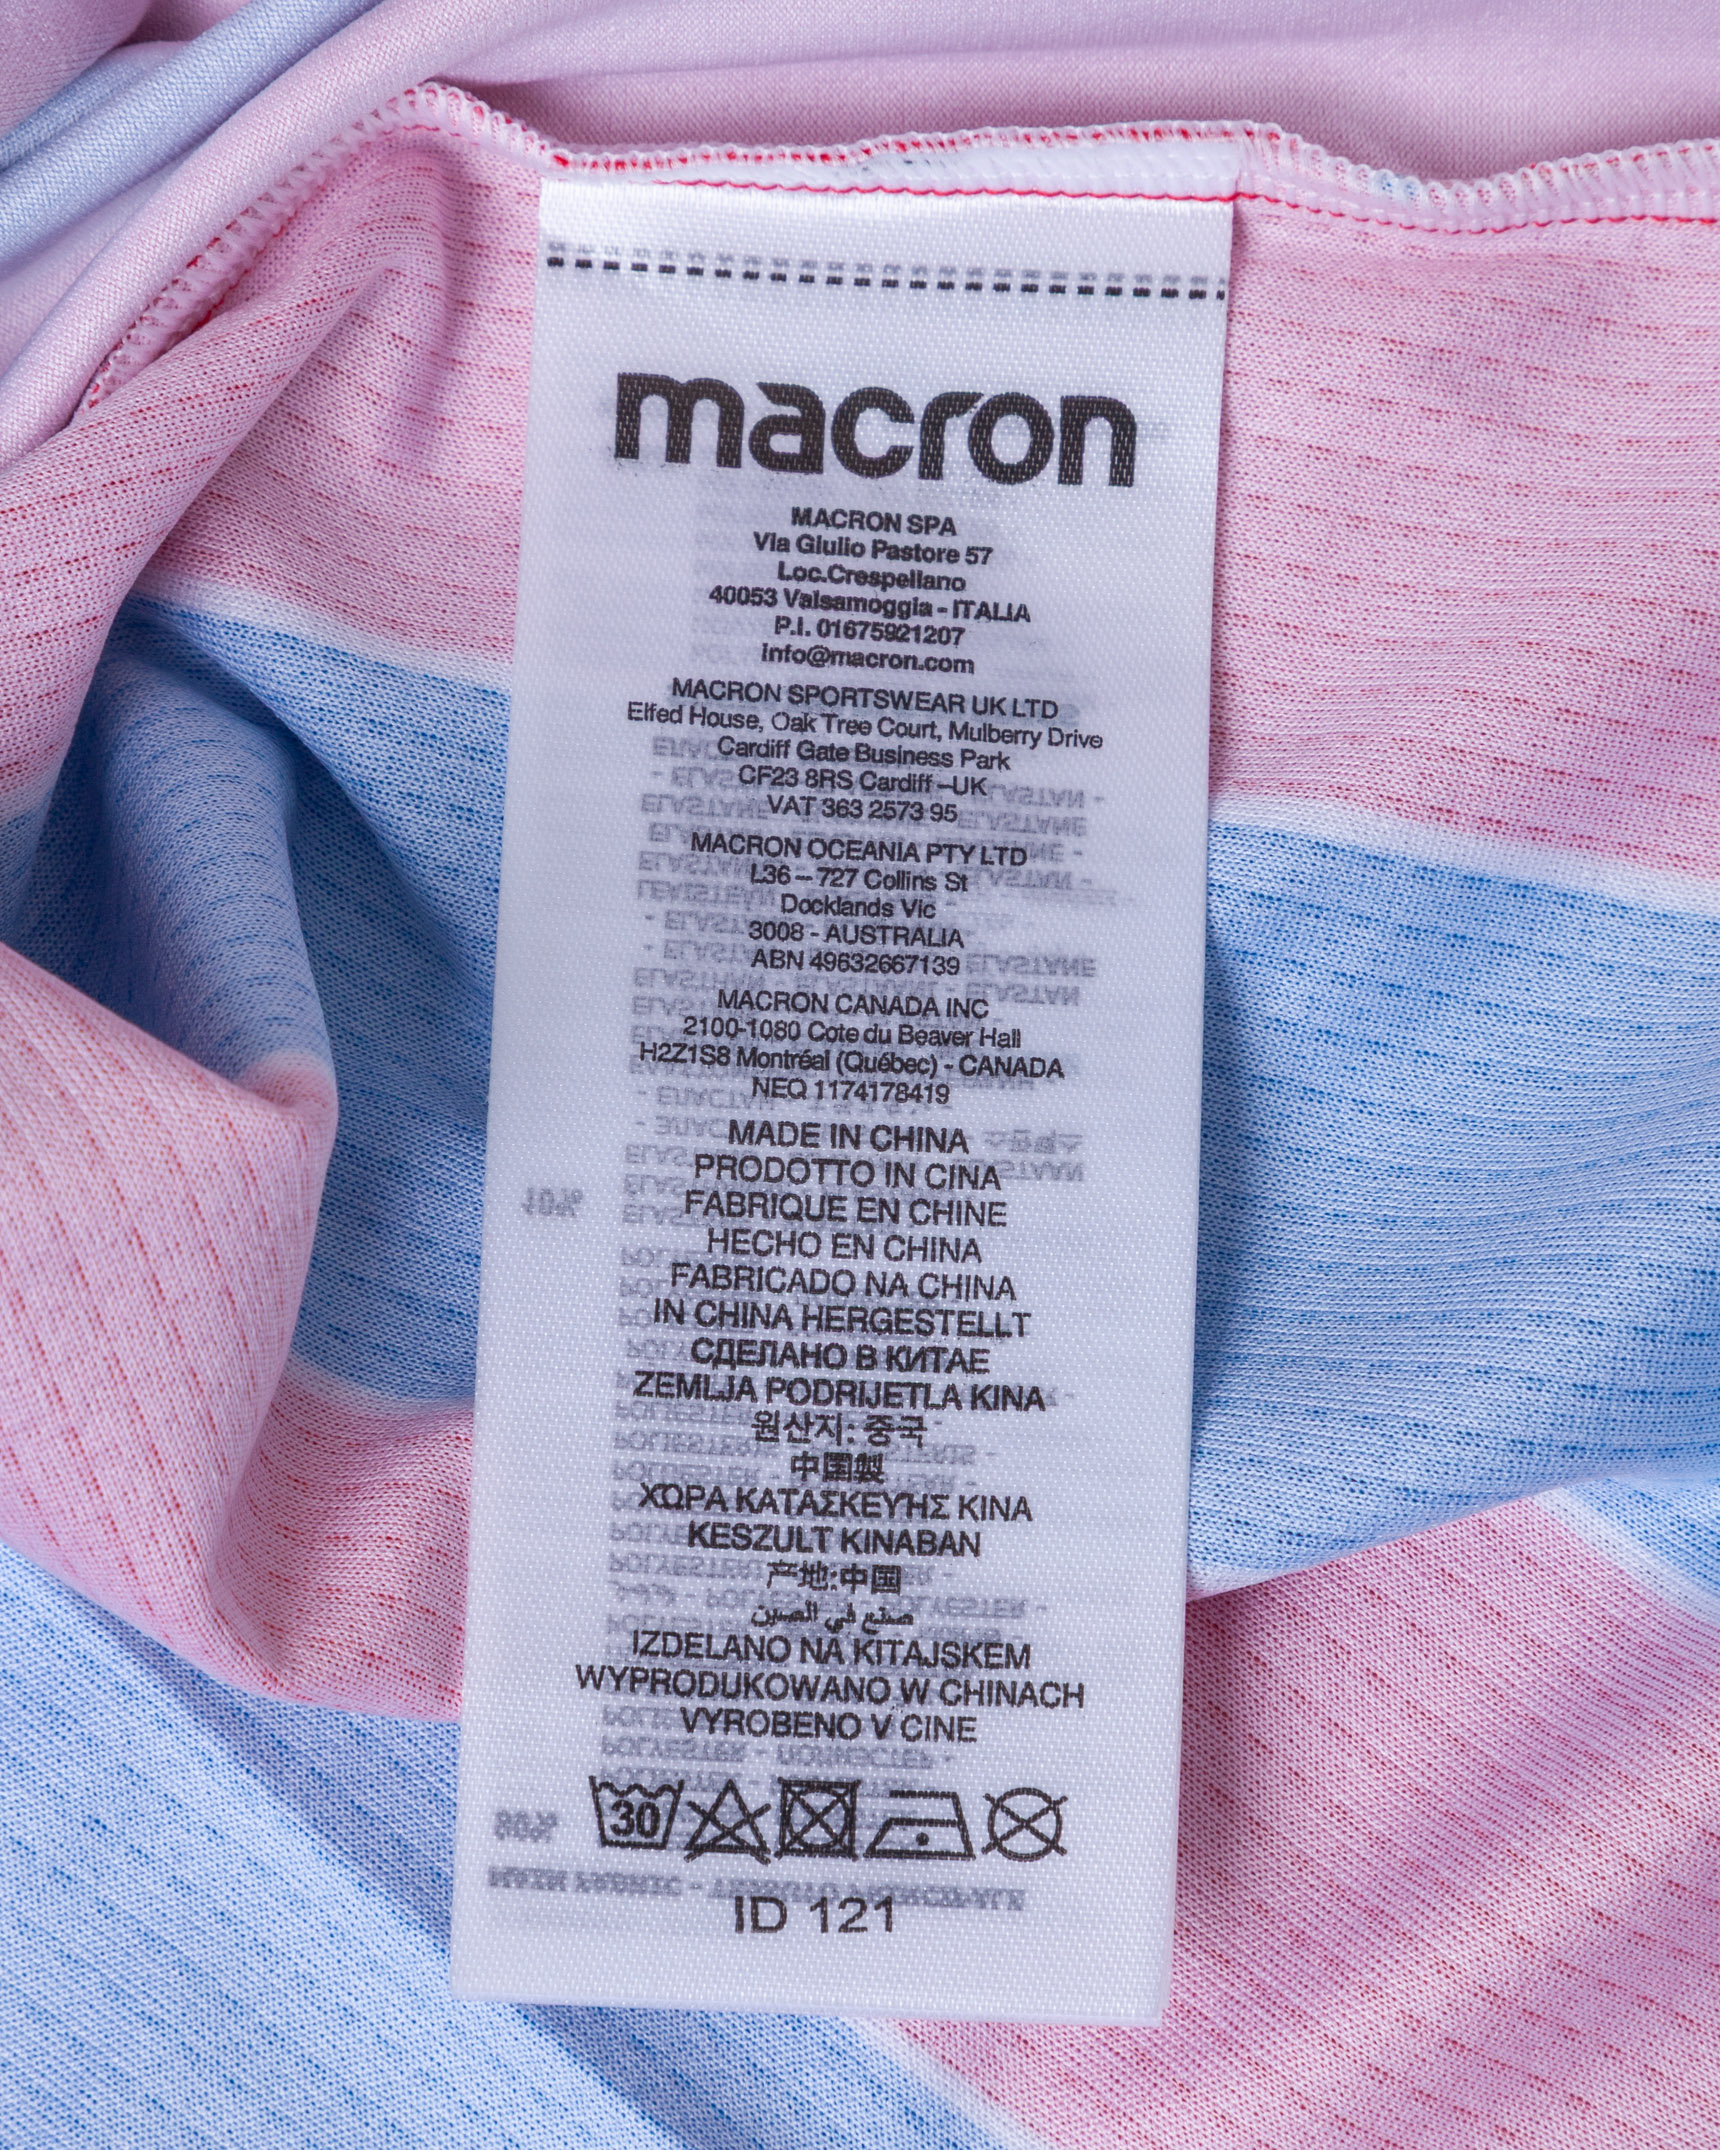 macron
MACRON SPA
Via Giulio Pastore 57
Loc.Crespellano
40053 Valsamoggia - ITALIA
P.I. 01675921207
info@macron.com
MACRON SPORTSWEAR UK LTD
Elfed House, Oak Tree Court, Mulberry Drive
Cardiff Gate Business Park
CF23 8RS Cardiff –UK
VAT 363 2573 95
MACRON OCEANIA PTY LTD
L36 – 727 Collins St
Docklands Vic
3008 - AUSTRALIA
ABN 49632667139
MACRON CANADA INC
2100-1080 Cote du Beaver Hall
H2Z1S8 Montréal (Québec) - CANADA
NEQ 1174178419
MADE IN CHINA
PRODOTTO IN CINA
FABRIQUE EN CHINE
HECHO EN CHINA
FABRICADO NA CHINA
IN CHINA HERGESTELLT
СДЕЛАНО В КИТАЕ
ZEMLJA PODRIJETLA KINA
원산지: 중국
中国製
ΧΩΡΑ ΚΑΤΑΣΚΕΥΉΣ ΚΙΝΑ
KESZULT KINABAN
产地:中国
صنع في الصين
IZDELANO NA KITAJSKEM
WYPRODUKOWANO W CHINACH
VYROBENO V CINE
30
ID 121